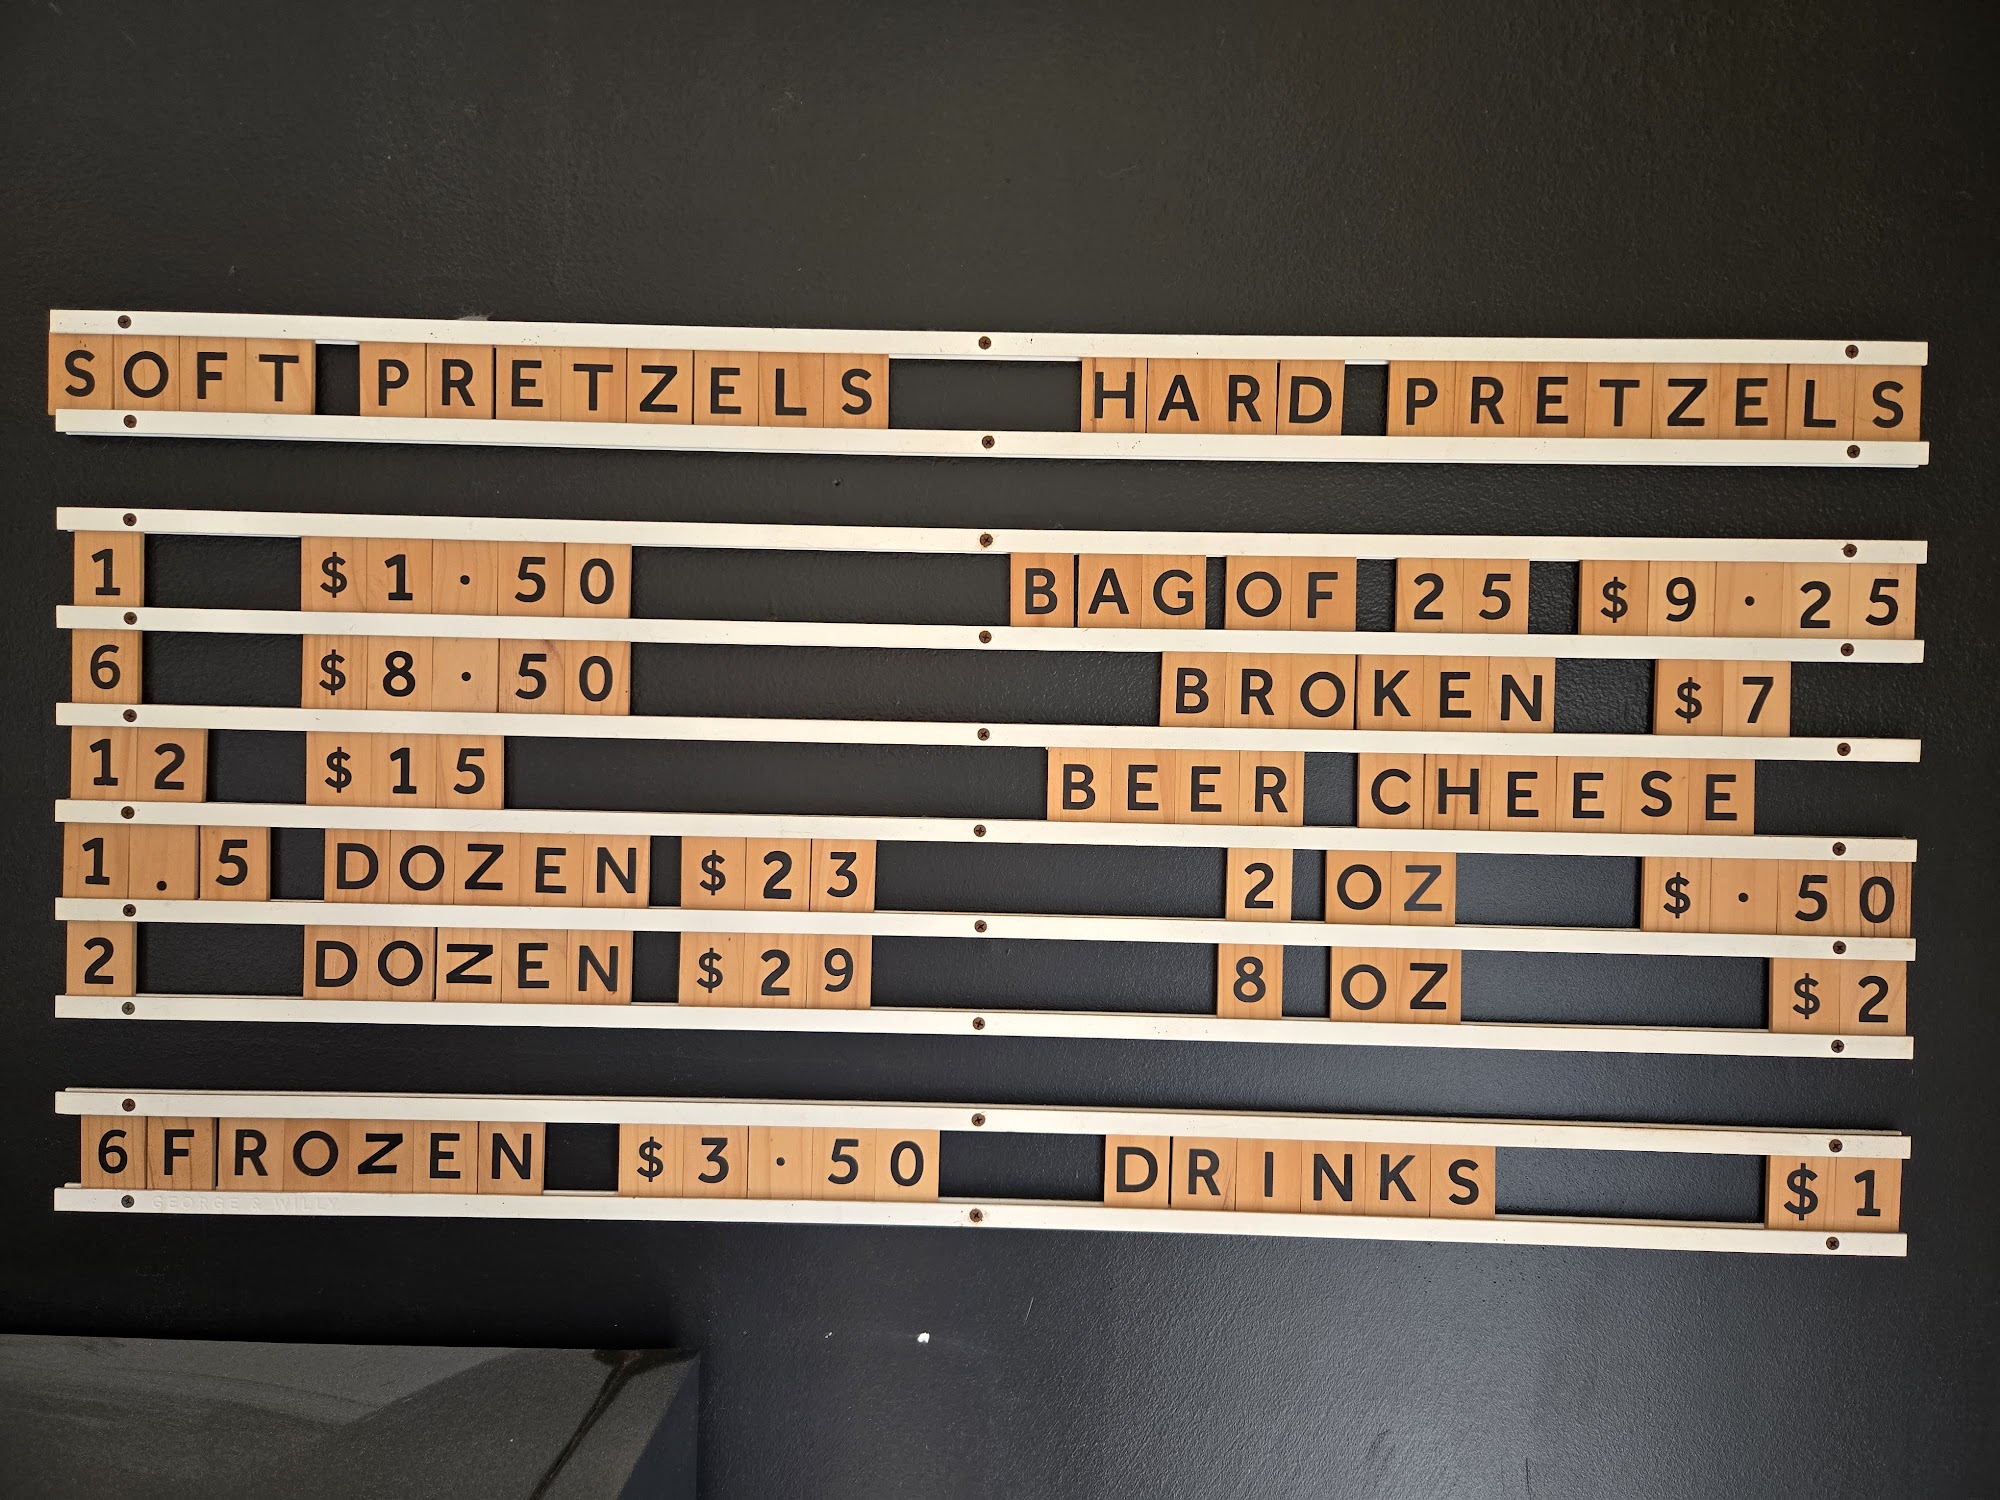 SOFT PRETZELS HARD PRETZELS
1 $1.50 BAG OF 25 $9.25
6 $8.50 BROKEN $7
12 $15 BEER CHEESE
1.5 DOZEN $23 2 OZ $.50
2 DOZEN $29 8 OZ $2
6 FROZEN $3.50 DRINKS $1
GEORGE & WILLY